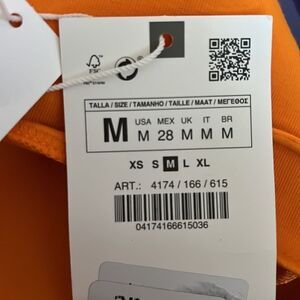 FSC
TALLA / SIZE / TAMANHO / TAILLE / MAAT / ΜΕΓΕΘΟΣ
M
USA MEX UK IT BR
M 28 M M M
XS S M L XL
ART.: 4174 / 166 / 615
04174166615036